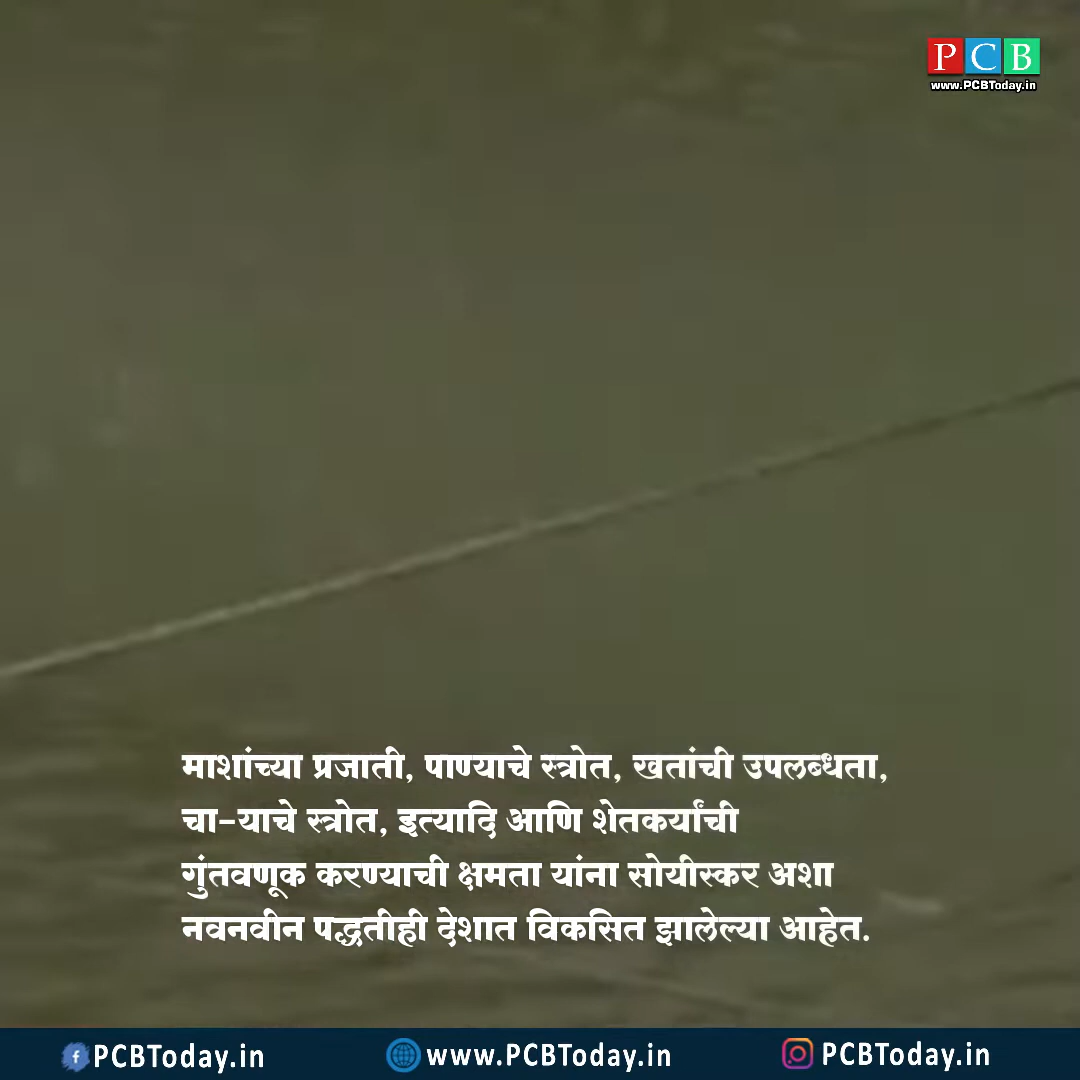 PCB
www.PCBToday.in
माशांच्या प्रजाती, पाण्याचे स्त्रोत, खतांची उपलब्धता,
चा-याचे स्त्रोत, इत्यादि आणि शेतकर्यांची
गुंतवणूक करण्याची क्षमता यांना सोयीस्कर अशा
नवनवीन पद्धतीही देशात विकसित झालेल्या आहेत.
PCBToday.in www.PCBToday.in PCBToday.in